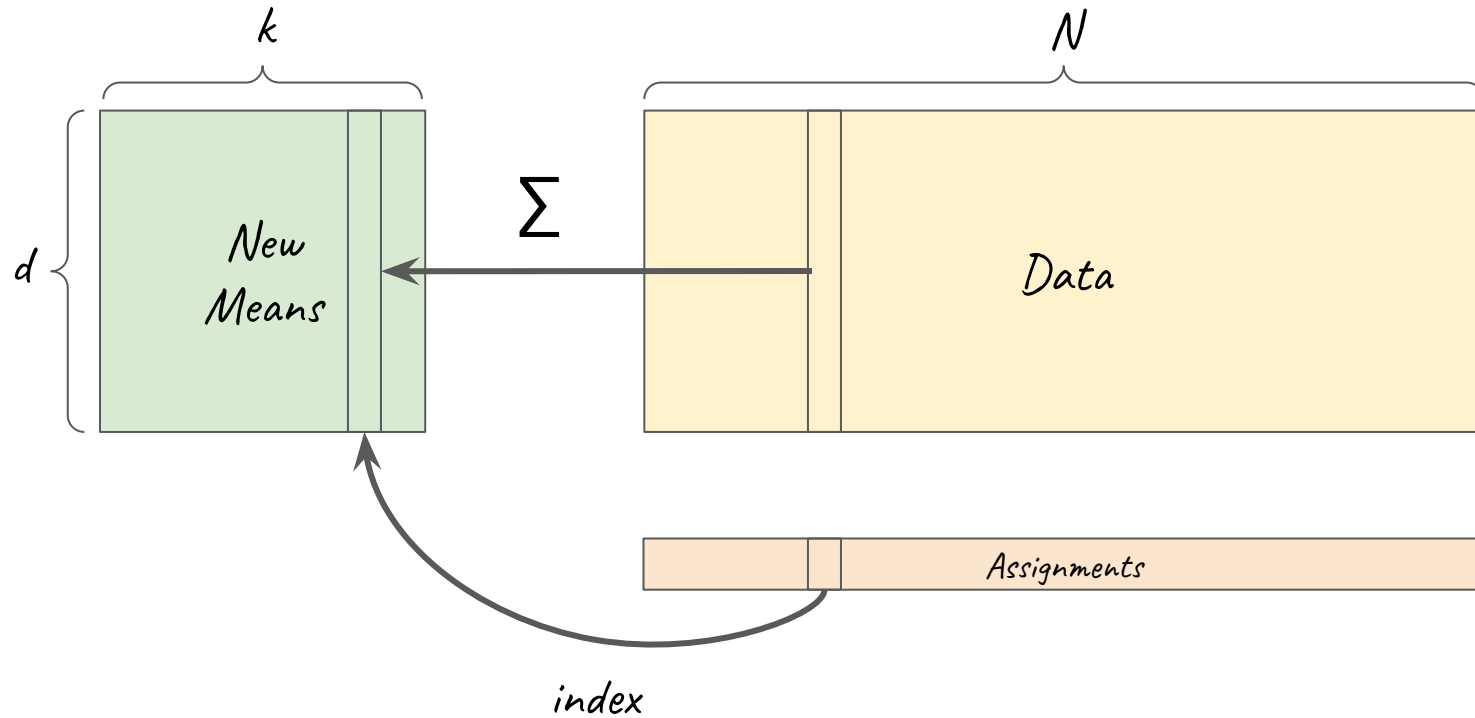 k
N
d
Σ
New
Means
Data
Assignments
index